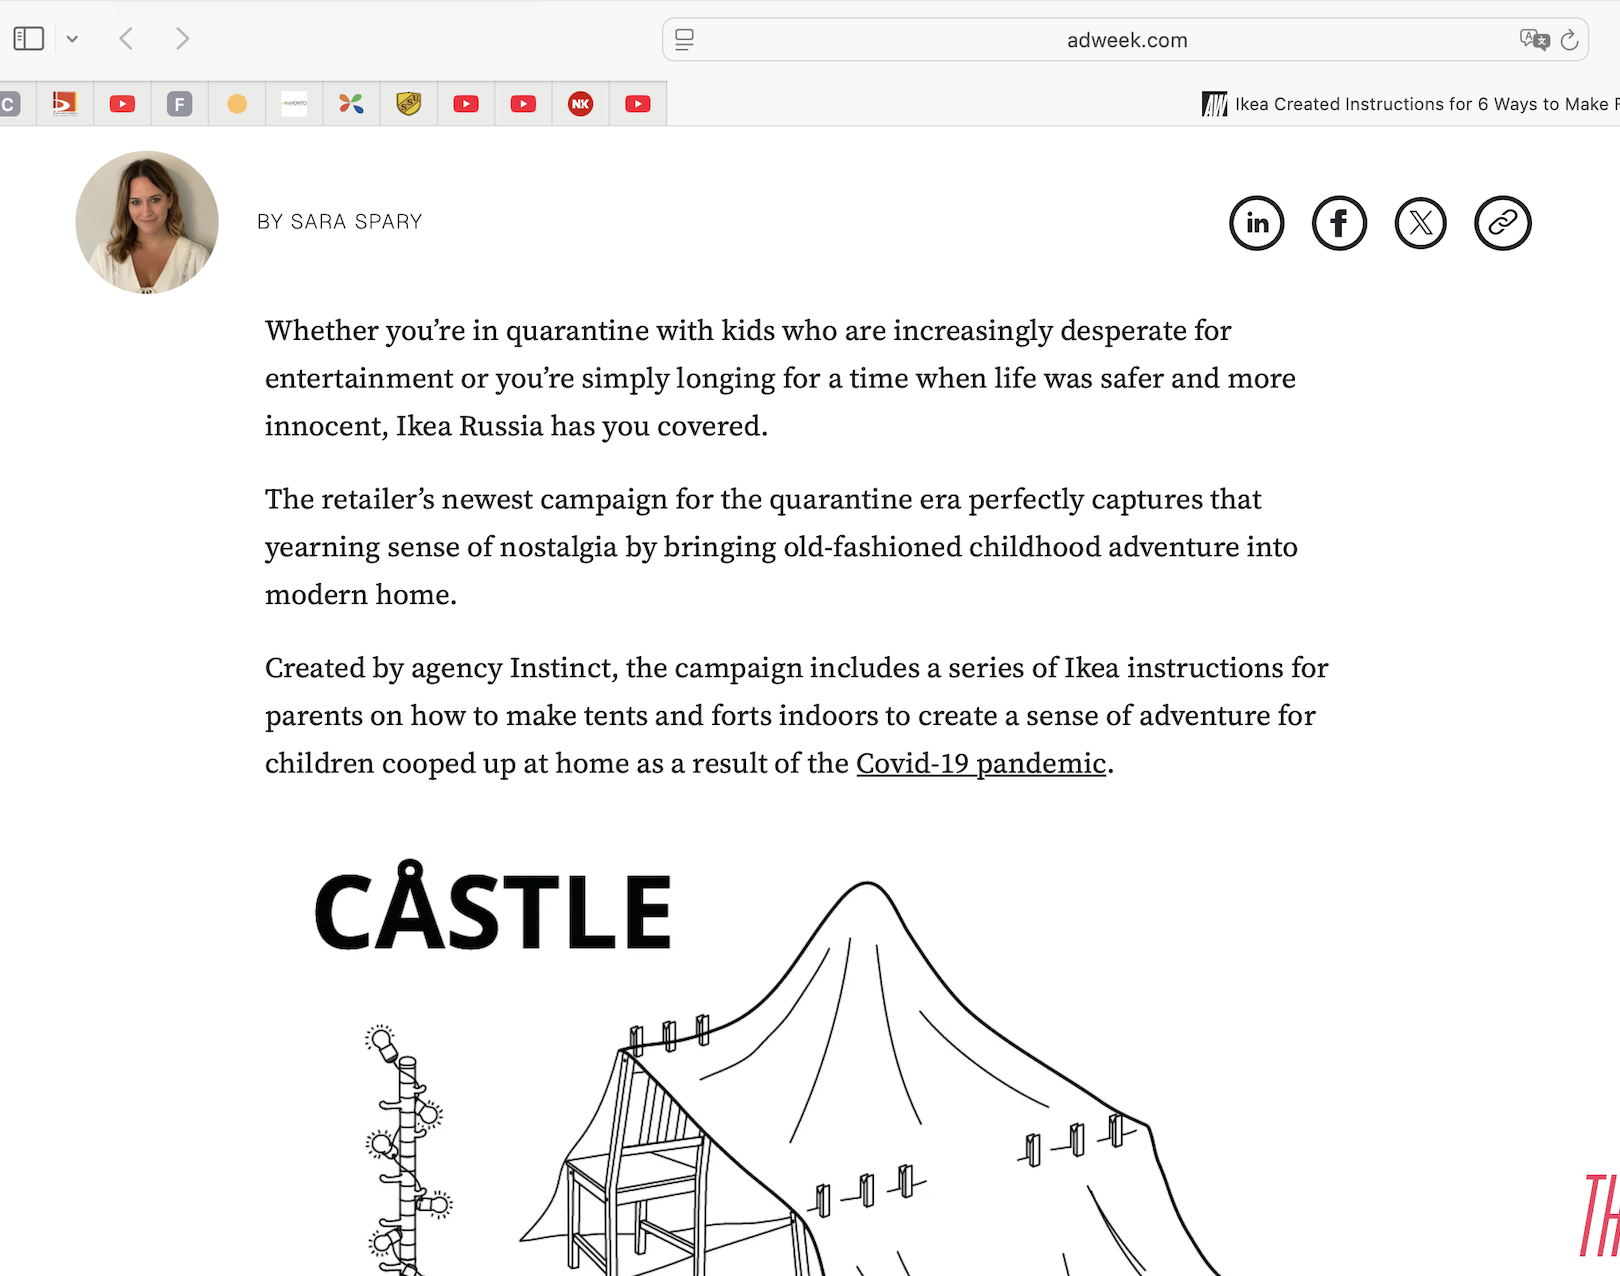 adweek.com
C
F
SSU
NK
AW Ikea Created Instructions for 6 Ways to Make F
BY SARA SPARY
in
f
X
Whether you’re in quarantine with kids who are increasingly desperate for
entertainment or you’re simply longing for a time when life was safer and more
innocent, Ikea Russia has you covered.
The retailer’s newest campaign for the quarantine era perfectly captures that
yearning sense of nostalgia by bringing old-fashioned childhood adventure into
modern home.
Created by agency Instinct, the campaign includes a series of Ikea instructions for
parents on how to make tents and forts indoors to create a sense of adventure for
children cooped up at home as a result of the Covid-19 pandemic.
CÅSTLE
TH